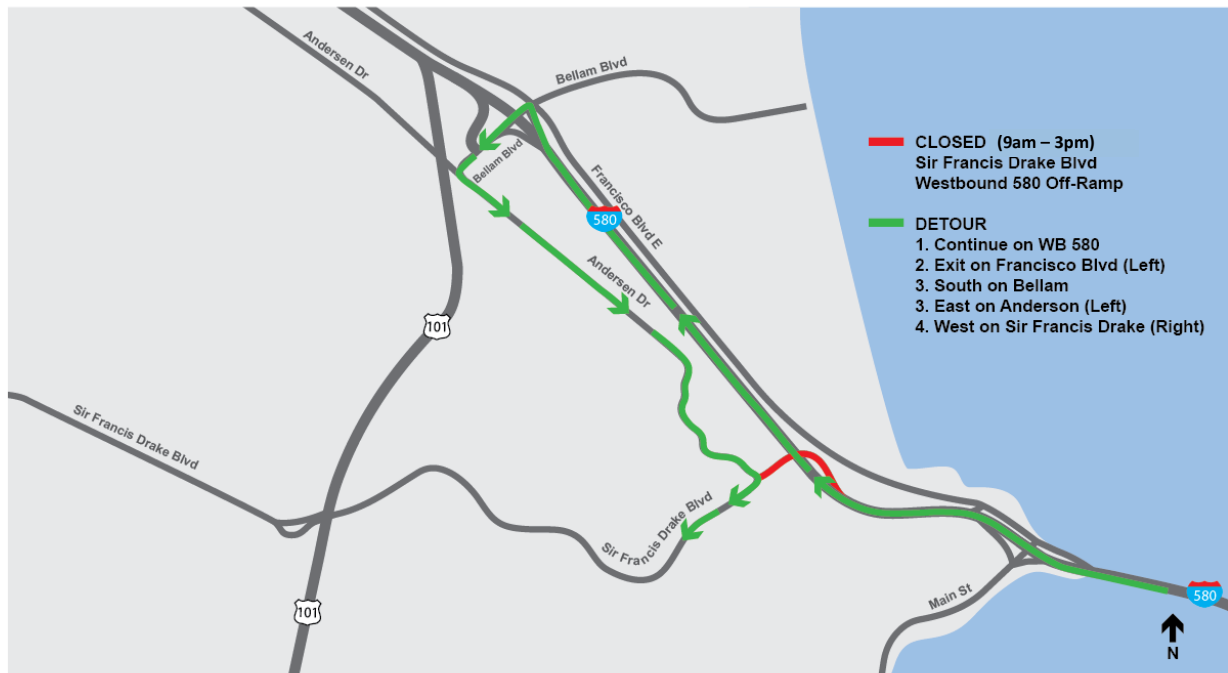 Andersen Dr
Bellam Blvd
Bellam Blvd
Francisco Blvd E
580
Andersen Dr
101
Sir Francis Drake Blvd
Sir Francis Drake Blvd
101
Main St
580
N
CLOSED (9am – 3pm)
Sir Francis Drake Blvd
Westbound 580 Off-Ramp
DETOUR
1. Continue on WB 580
2. Exit on Francisco Blvd (Left)
3. South on Bellam
3. East on Anderson (Left)
4. West on Sir Francis Drake (Right)